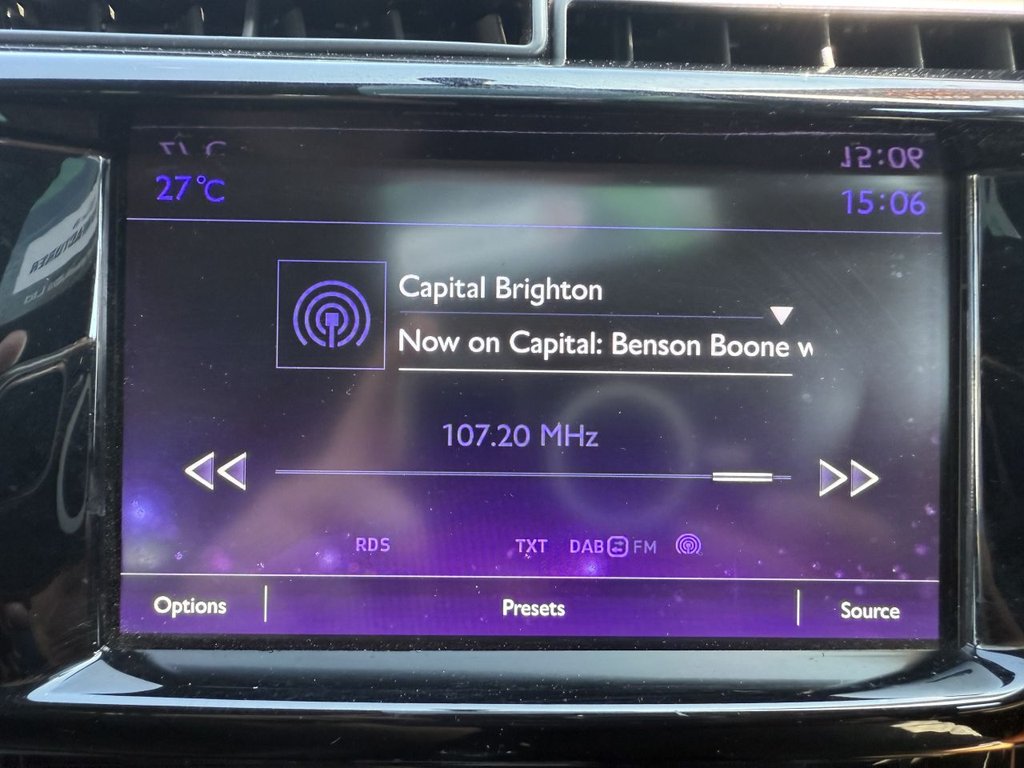 27°C
15:06
Capital Brighton
Now on Capital: Benson Boone w
107.20 MHz
RDS TXT DAB FM
Options Presets Source